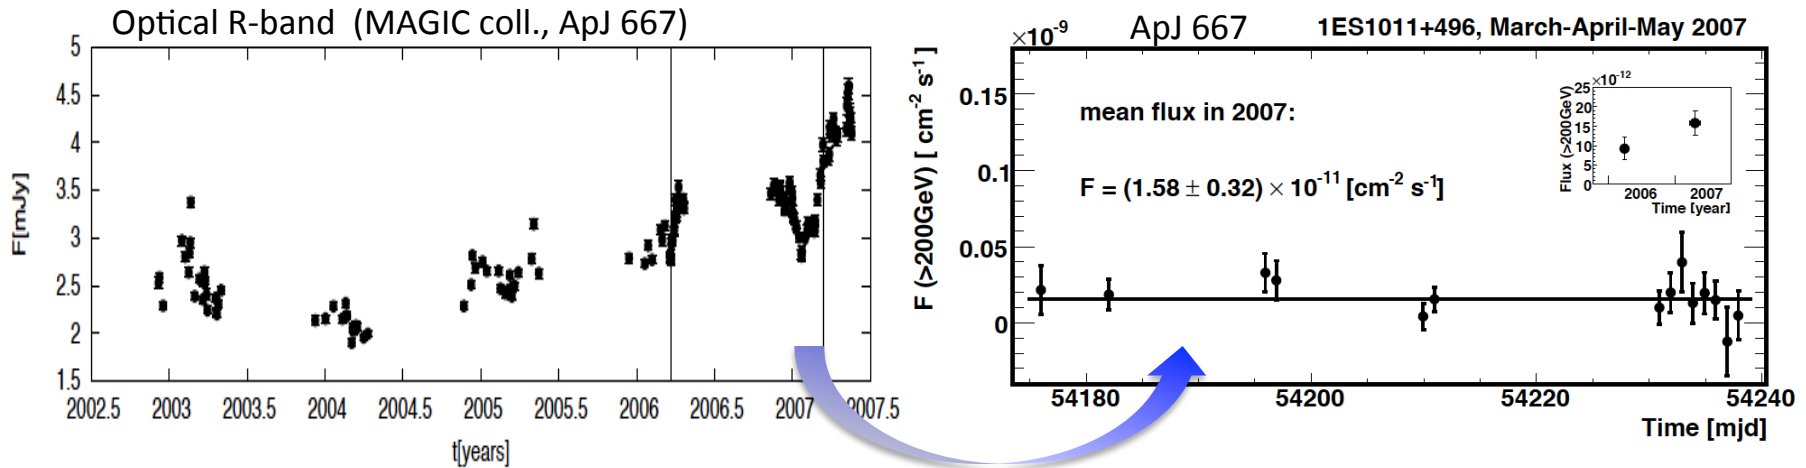 Optical R-band (MAGIC coll., ApJ 667)
5
4.5
4
3.5
3
2.5
2
1.5
F[mJy]
2002.5 2003 2003.5 2004 2004.5 2005 2005.5 2006 2006.5 2007 2007.5
t[years]
×10⁻⁹ ApJ 667 1ES1011+496, March-April-May 2007
F (>200GeV) [ cm⁻² s⁻¹]
0.15
0.1
0.05
0
mean flux in 2007:
F = (1.58 ± 0.32) × 10⁻¹¹ [cm⁻² s⁻¹]
×10⁻¹²
Flux (>200GeV)
25
20
15
10
5
0
2006 2007
Time [year]
54180 54200 54220 54240
Time [mjd]